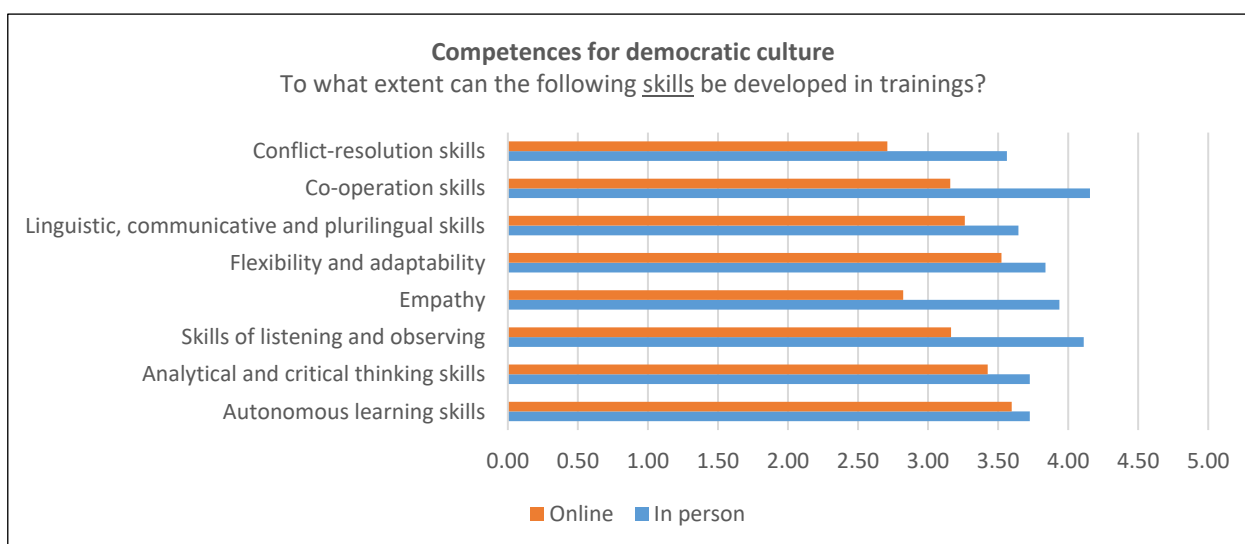 Competences for democratic culture
To what extent can the following skills be developed in trainings?
Conflict-resolution skills
Co-operation skills
Linguistic, communicative and plurilingual skills
Flexibility and adaptability
Empathy
Skills of listening and observing
Analytical and critical thinking skills
Autonomous learning skills
0.00 0.50 1.00 1.50 2.00 2.50 3.00 3.50 4.00 4.50 5.00
Online In person